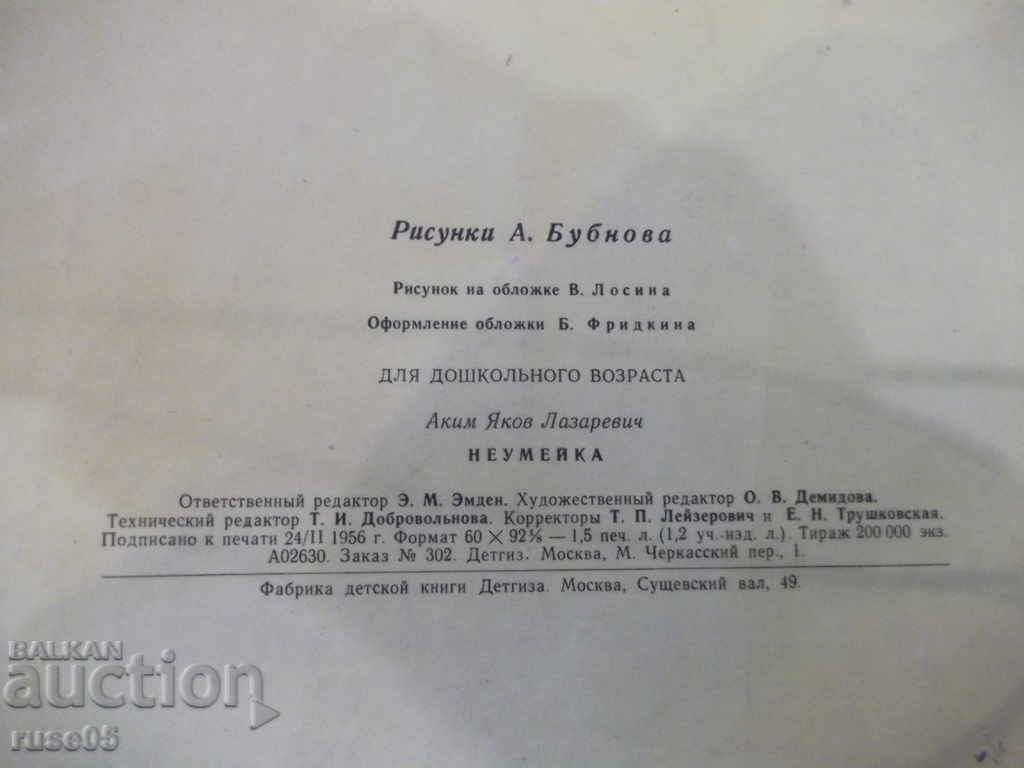 Рисунки А. Бубнова
Рисунок на обложке В. Лосина
Оформление обложки Б. Фридкина
ДЛЯ ДОШКОЛЬНОГО ВОЗРАСТА
Аким Яков Лазаревич
НЕУМЕЙКА
Ответственный редактор Э. М. Эмден. Художественный редактор О. В. Демидова.
Технический редактор Т. И. Добровольнова. Корректоры Т. П. Лейзерович и Е. Н. Трушковская.
Подписано к печати 24/II 1956 г. Формат 60 × 92⅛ — 1,5 печ. л. (1,2 уч.-изд. л.). Тираж 200 000 экз.
А02630. Заказ № 302. Детгиз. Москва, М. Черкасский пер., 1.
Фабрика детской книги Детгиза. Москва, Сущевский вал, 49.
BALKAN
auction
ruse05